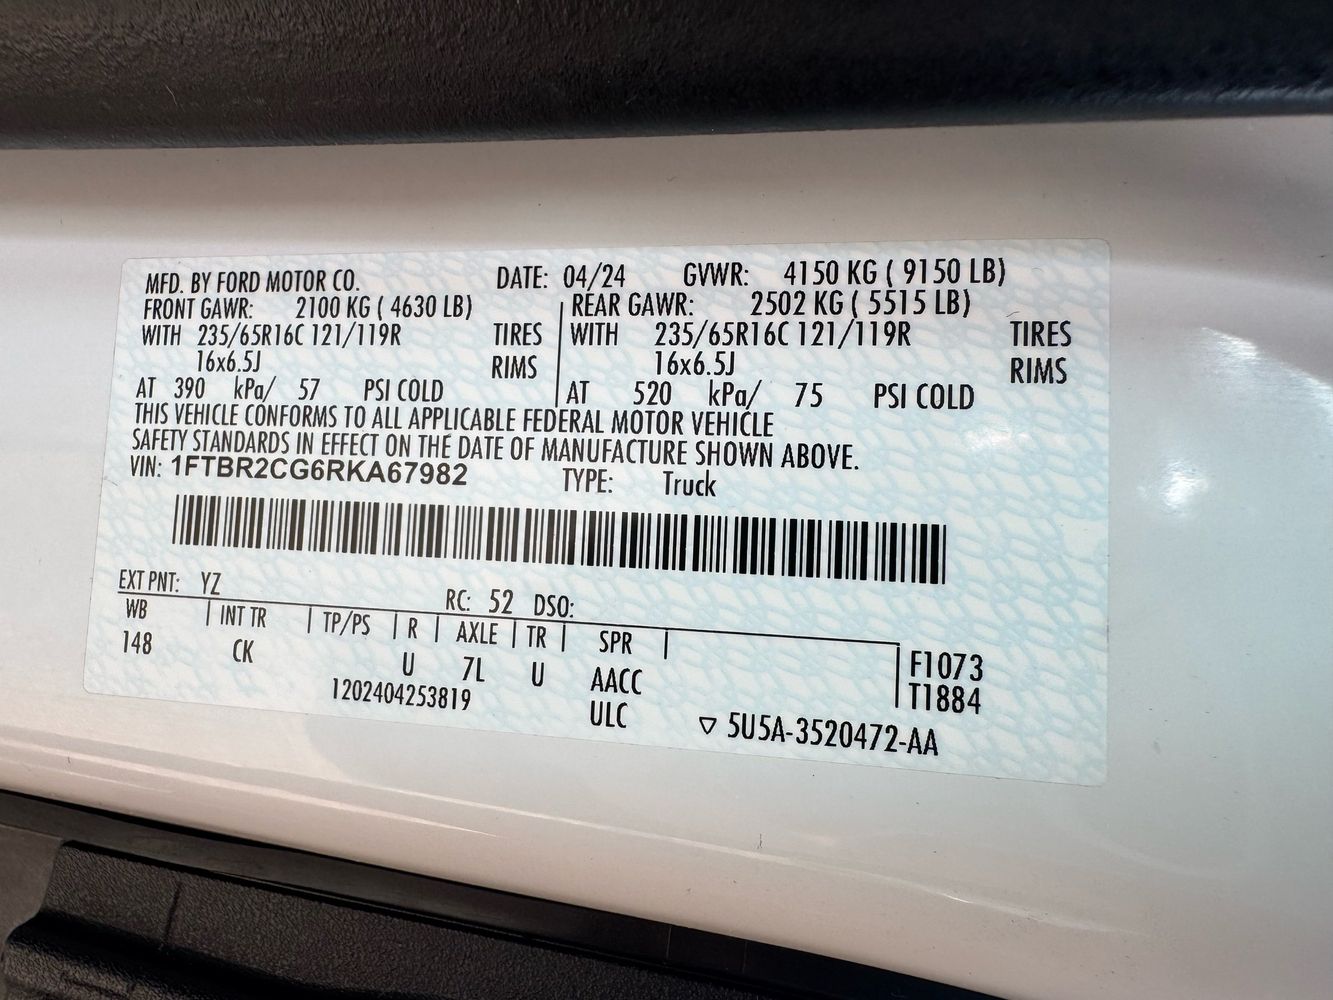 MFD. BY FORD MOTOR CO. DATE: 04/24 GVWR: 4150 KG ( 9150 LB)
FRONT GAWR: 2100 KG ( 4630 LB) REAR GAWR: 2502 KG ( 5515 LB)
WITH 235/65R16C 121/119R TIRES WITH 235/65R16C 121/119R TIRES
16x6.5J RIMS 16x6.5J RIMS
AT 390 kPa/ 57 PSI COLD AT 520 kPa/ 75 PSI COLD
THIS VEHICLE CONFORMS TO ALL APPLICABLE FEDERAL MOTOR VEHICLE
SAFETY STANDARDS IN EFFECT ON THE DATE OF MANUFACTURE SHOWN ABOVE.
VIN: 1FTBR2CG6RKA67982 TYPE: Truck
EXT PNT: YZ RC: 52 DSO:
WB INT TR TP/PS R AXLE TR SPR
148 CK U 7L U AACC F1073
ULC T1884
1202404253819 5U5A-3520472-AA